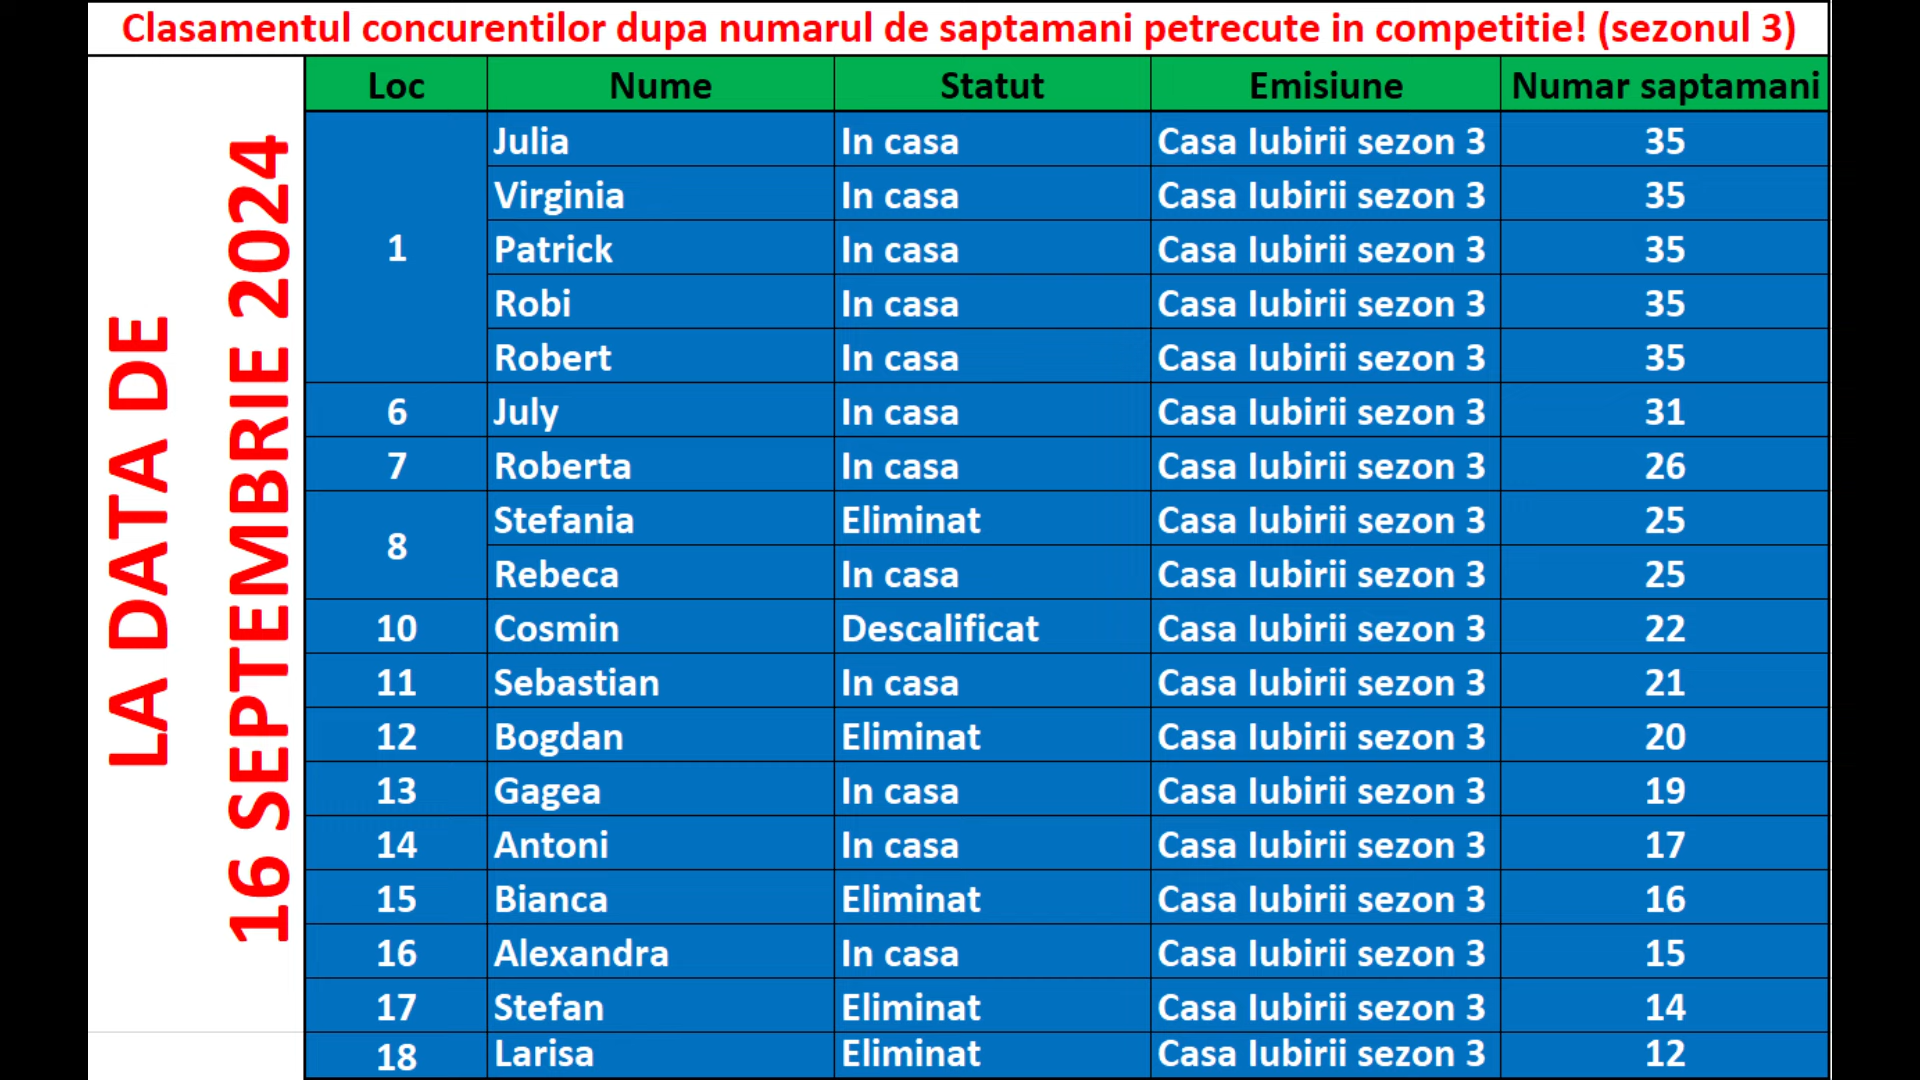 Clasamentul concurentilor dupa numarul de saptamani petrecute in competitie! (sezonul 3)
LA DATA DE
16 SEPTEMBRIE 2024
Loc Nume Statut Emisiune Numar saptamani
1 Julia In casa Casa Iubirii sezon 3 35
Virginia In casa Casa Iubirii sezon 3 35
Patrick In casa Casa Iubirii sezon 3 35
Robi In casa Casa Iubirii sezon 3 35
Robert In casa Casa Iubirii sezon 3 35
6 July In casa Casa Iubirii sezon 3 31
7 Roberta In casa Casa Iubirii sezon 3 26
8 Stefania Eliminat Casa Iubirii sezon 3 25
Rebeca In casa Casa Iubirii sezon 3 25
10 Cosmin Descalificat Casa Iubirii sezon 3 22
11 Sebastian In casa Casa Iubirii sezon 3 21
12 Bogdan Eliminat Casa Iubirii sezon 3 20
13 Gagea In casa Casa Iubirii sezon 3 19
14 Antoni In casa Casa Iubirii sezon 3 17
15 Bianca Eliminat Casa Iubirii sezon 3 16
16 Alexandra In casa Casa Iubirii sezon 3 15
17 Stefan Eliminat Casa Iubirii sezon 3 14
18 Larisa Eliminat Casa Iubirii sezon 3 12